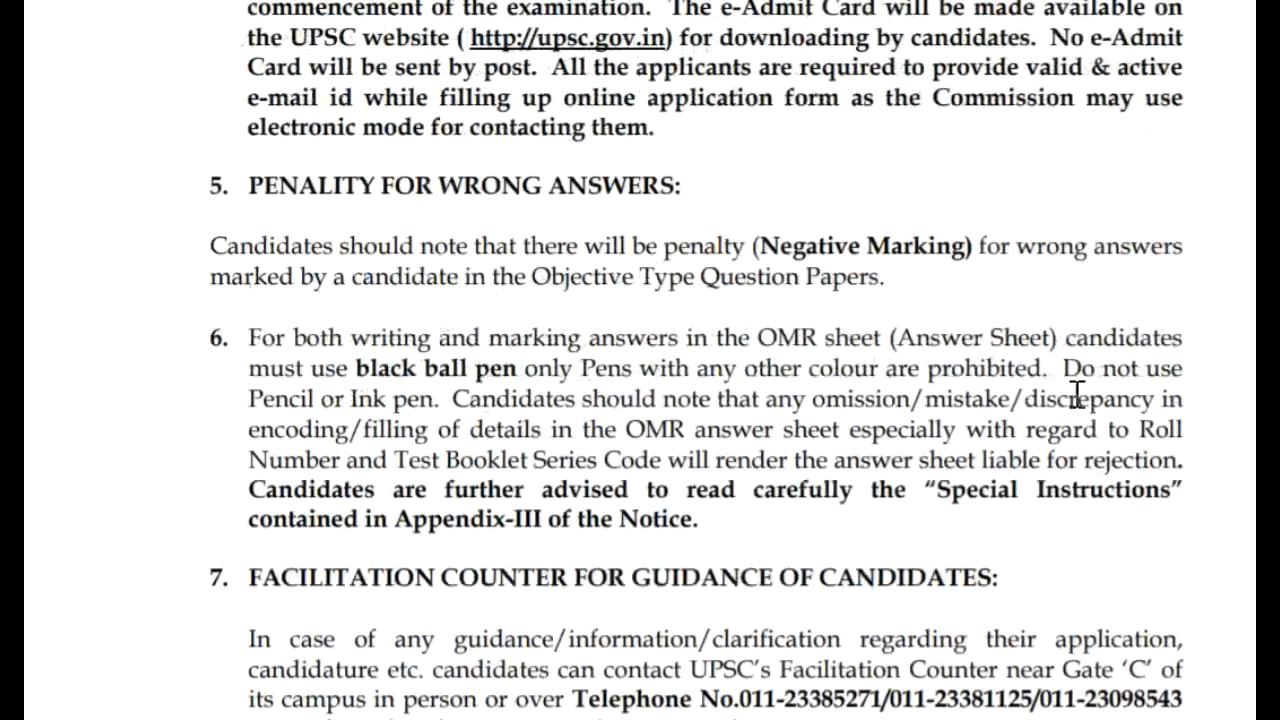 commencement of the examination. The e-Admit Card will be made available on
the UPSC website ( http://upsc.gov.in) for downloading by candidates. No e-Admit
Card will be sent by post. All the applicants are required to provide valid & active
e-mail id while filling up online application form as the Commission may use
electronic mode for contacting them.
5. PENALITY FOR WRONG ANSWERS:
Candidates should note that there will be penalty (Negative Marking) for wrong answers
marked by a candidate in the Objective Type Question Papers.
6. For both writing and marking answers in the OMR sheet (Answer Sheet) candidates
must use black ball pen only Pens with any other colour are prohibited. Do not use
Pencil or Ink pen. Candidates should note that any omission/mistake/discrepancy in
encoding/filling of details in the OMR answer sheet especially with regard to Roll
Number and Test Booklet Series Code will render the answer sheet liable for rejection.
Candidates are further advised to read carefully the “Special Instructions”
contained in Appendix-III of the Notice.
7. FACILITATION COUNTER FOR GUIDANCE OF CANDIDATES:
In case of any guidance/information/clarification regarding their application,
candidature etc. candidates can contact UPSC’s Facilitation Counter near Gate ‘C’ of
its campus in person or over Telephone No.011-23385271/011-23381125/011-23098543